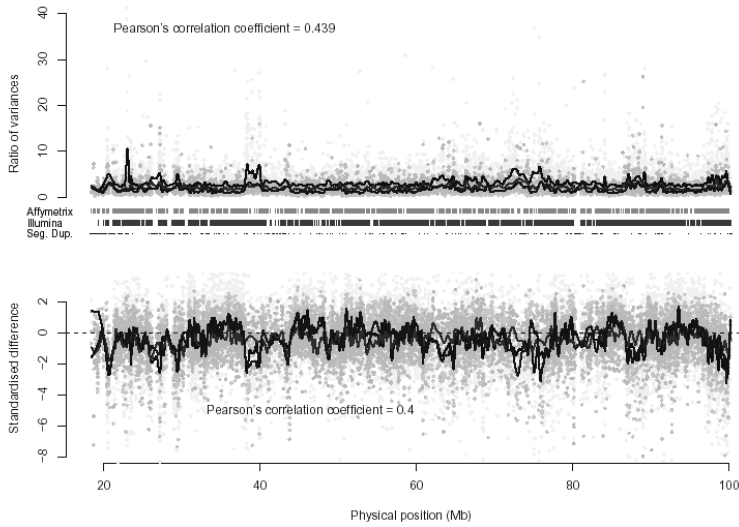 40
Pearson's correlation coefficient = 0.439
30
Ratio of variances
20
10
0
Affymetrix
Illumina
Seg. Dup.
2
0
Standardised difference
-2
-4
Pearson's correlation coefficient = 0.4
-6
-8
20 40 60 80 100
Physical position (Mb)